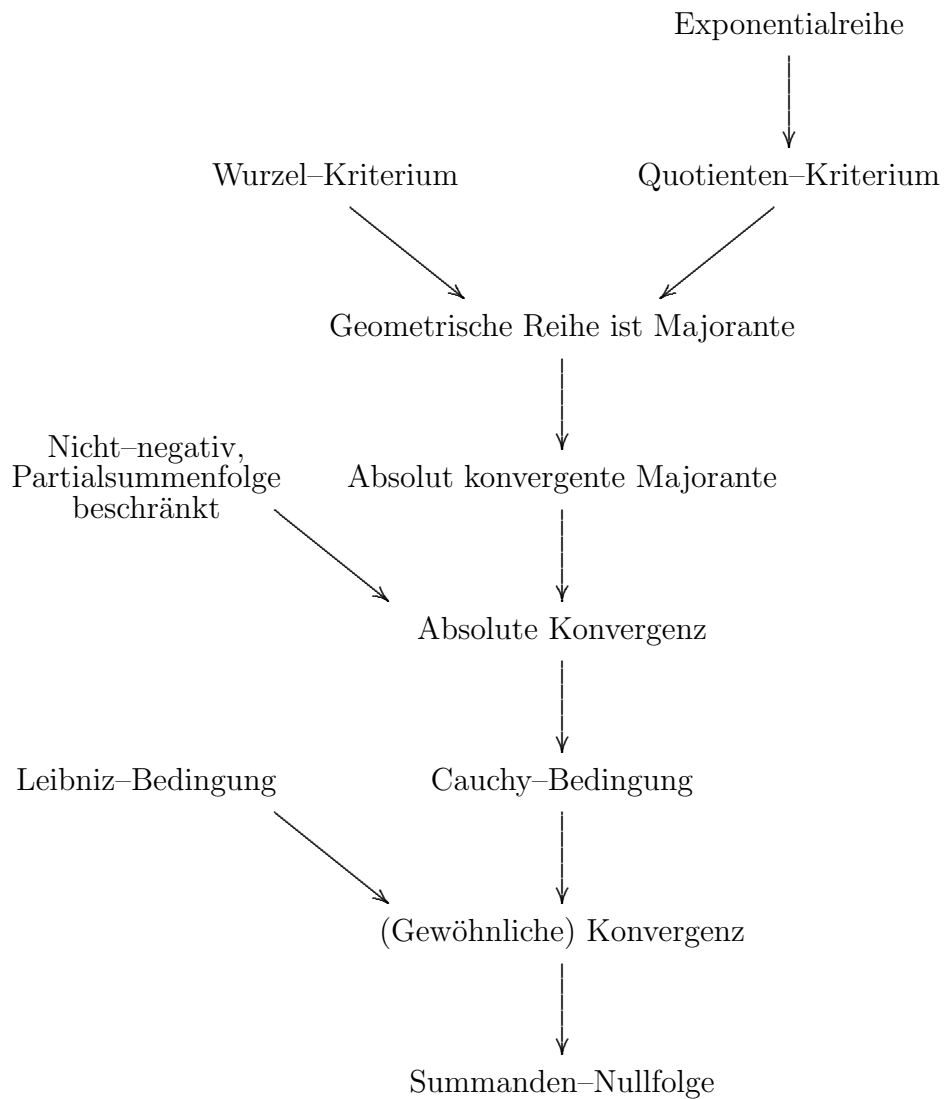 Exponentialreihe
Wurzel–Kriterium
Quotienten–Kriterium
Geometrische Reihe ist Majorante
Nicht–negativ,
Partialsummenfolge
beschränkt
Absolut konvergente Majorante
Absolute Konvergenz
Leibniz–Bedingung
Cauchy–Bedingung
(Gewöhnliche) Konvergenz
Summanden–Nullfolge